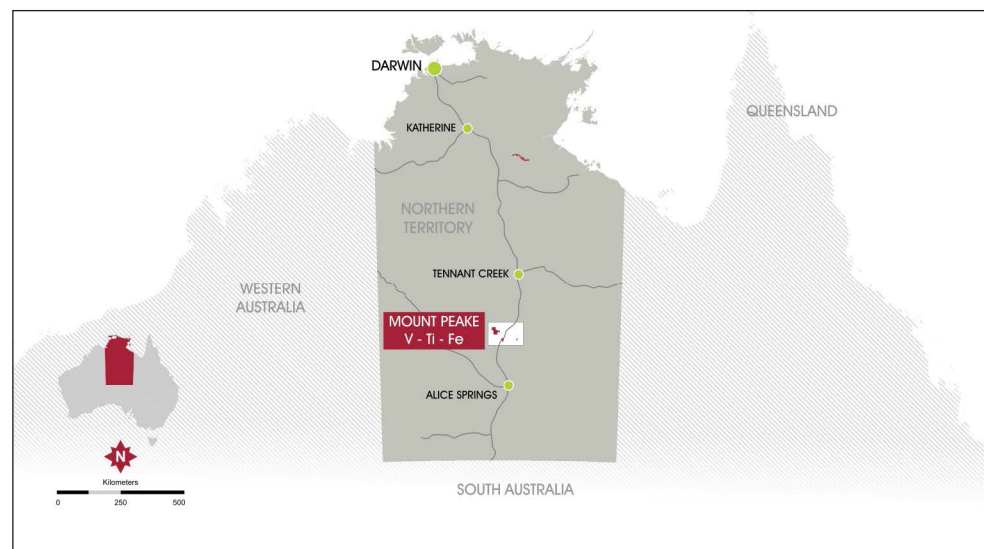 DARWIN
QUEENSLAND
KATHERINE
NORTHERN
TERRITORY
TENNANT CREEK
WESTERN
AUSTRALIA
MOUNT PEAKE
V - Ti - Fe
ALICE SPRINGS
N
Kilometers
0 250 500
SOUTH AUSTRALIA